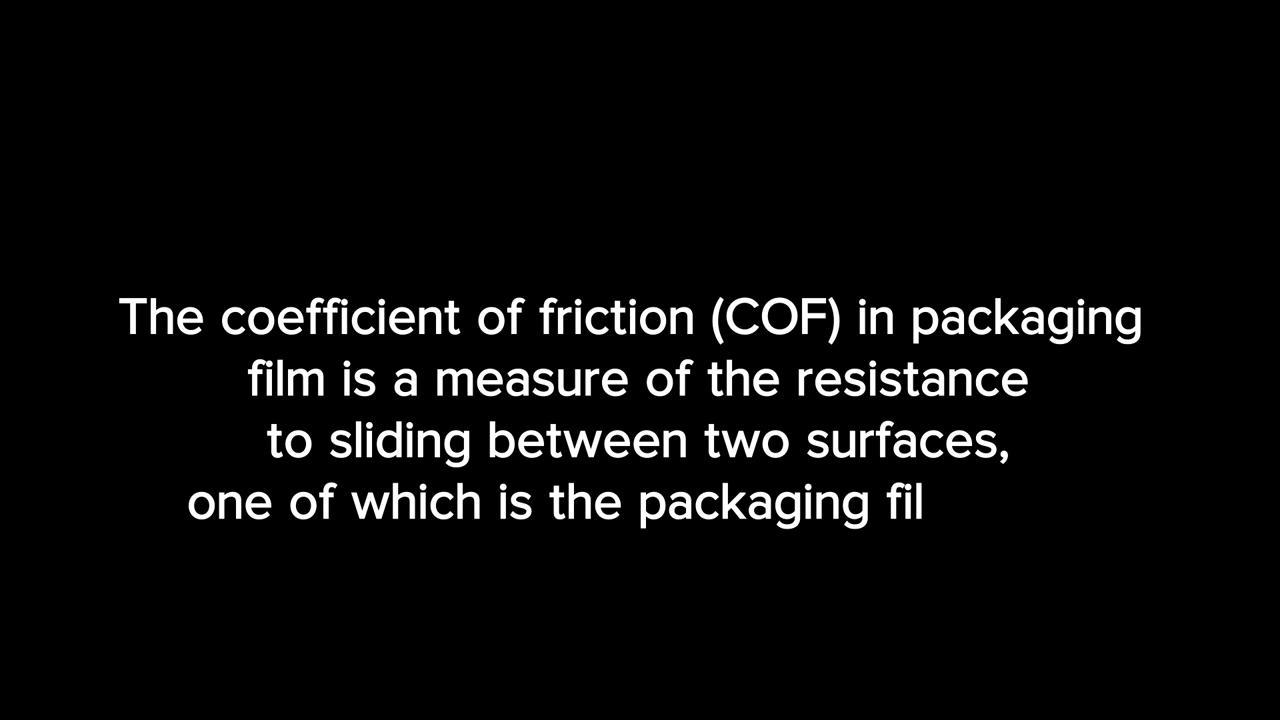 The coefficient of friction (COF) in packaging
film is a measure of the resistance
to sliding between two surfaces,
one of which is the packaging fil